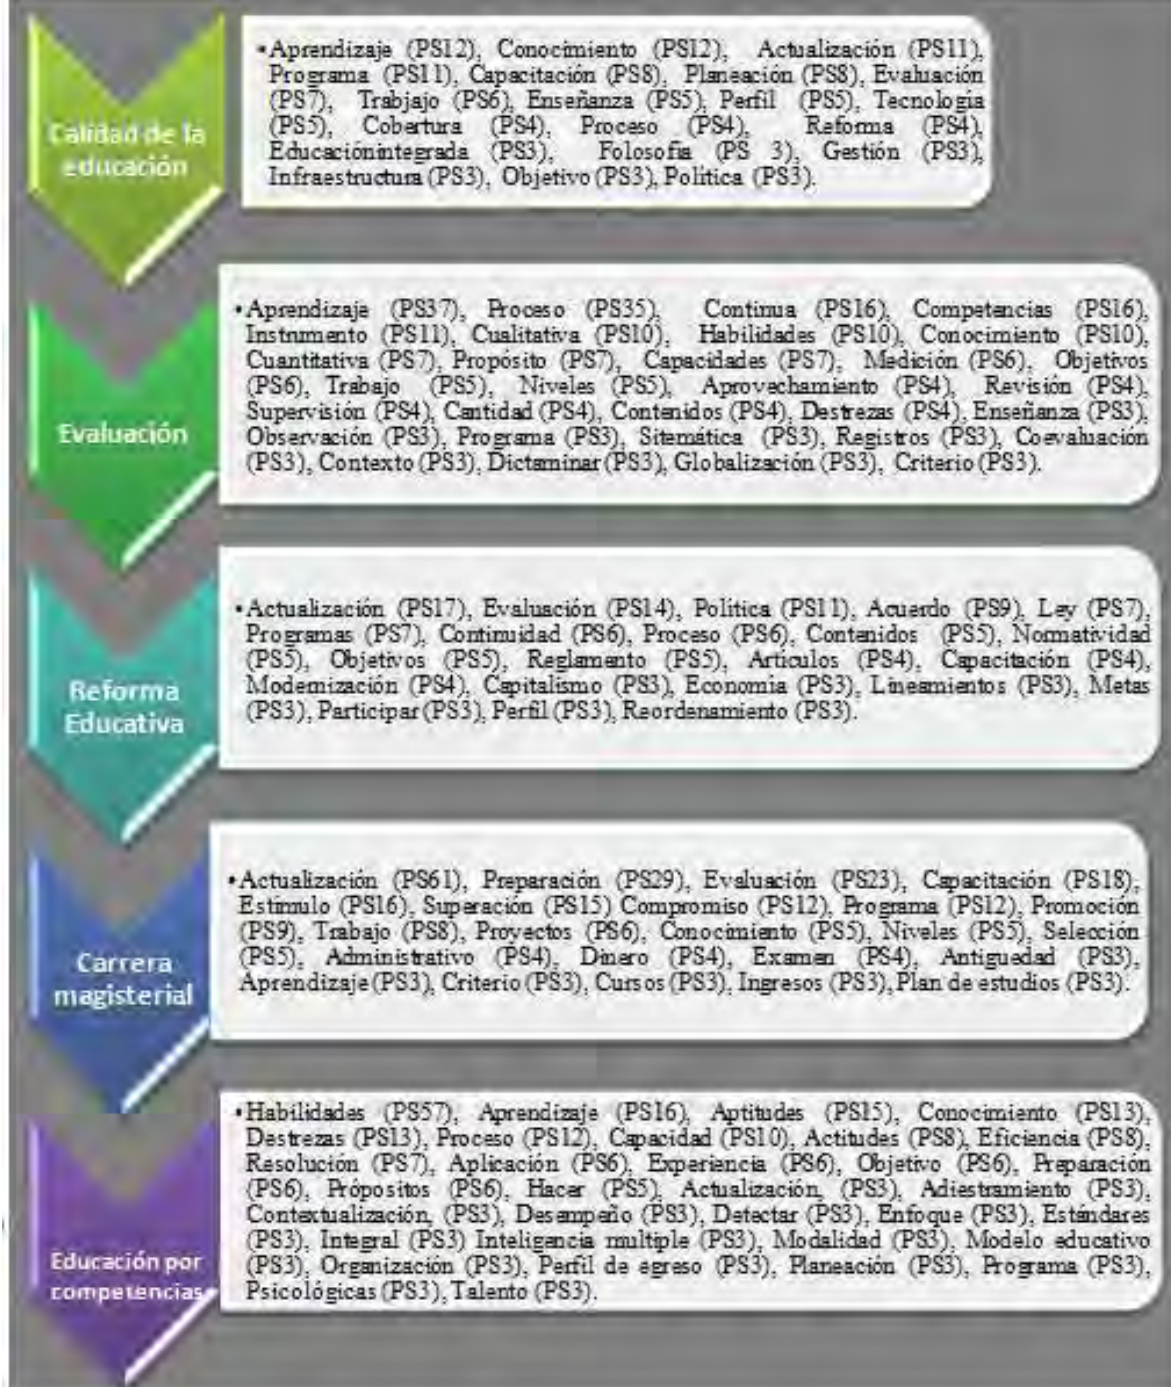 Calidad de la
educación
•Aprendizaje (PS12), Conocimiento (PS12), Actualización (PS11),
Programa (PS11), Capacitación (PS8), Planeación (PS8), Evaluación
(PS7), Trabjajo (PS6), Enseñanza (PS5), Perfil (PS5), Tecnología
(PS5), Cobertura (PS4), Proceso (PS4), Reforma (PS4),
Educaciónintegrada (PS3), Folosofia (PS 3), Gestión (PS3),
Infraestructura (PS3), Objetivo (PS3), Politica (PS3).
Evaluación
•Aprendizaje (PS37), Proceso (PS35), Continua (PS16), Competencias (PS16),
Instrumento (PS11), Cualitativa (PS10), Habilidades (PS10), Conocimiento (PS10),
Cuantitativa (PS7), Propósito (PS7), Capacidades (PS7), Medición (PS6), Objetivos
(PS6), Trabajo (PS5), Niveles (PS5), Aprovechamiento (PS4), Revisión (PS4),
Supervisión (PS4), Cantidad (PS4), Contenidos (PS4), Destrezas (PS4), Enseñanza (PS3),
Observación (PS3), Programa (PS3), Sitemática (PS3), Registros (PS3), Coevaluación
(PS3), Contexto (PS3), Dictaminar (PS3), Globalización (PS3), Criterio (PS3).
Reforma
Educativa
•Actualización (PS17), Evaluación (PS14), Politica (PS11), Acuerdo (PS9), Ley (PS7),
Programas (PS7), Continuidad (PS6), Proceso (PS6), Contenidos (PS5), Normatividad
(PS5), Objetivos (PS5), Reglamento (PS5), Articulos (PS4), Capacitación (PS4),
Modernización (PS4), Capitalismo (PS3), Economia (PS3), Lineamientos (PS3), Metas
(PS3), Participar (PS3), Perfil (PS3), Reordenamiento (PS3).
Carrera
magisterial
•Actualización (PS61), Preparación (PS29), Evaluación (PS23), Capacitación (PS18),
Estímulo (PS16), Superación (PS15) Compromiso (PS12), Programa (PS12), Promoción
(PS9), Trabajo (PS8), Proyectos (PS6), Conocimiento (PS5), Niveles (PS5), Selección
(PS5), Administrativo (PS4), Dinero (PS4), Examen (PS4), Antiguedad (PS3),
Aprendizaje (PS3), Criterio (PS3), Cursos (PS3), Ingresos (PS3), Plan de estudios (PS3).
Educación por
competencias
•Habilidades (PS57), Aprendizaje (PS16), Aptitudes (PS15), Conocimiento (PS13),
Destrezas (PS13), Proceso (PS12), Capacidad (PS10), Actitudes (PS8), Eficiencia (PS8),
Resolución (PS7), Aplicación (PS6), Experiencia (PS6), Objetivo (PS6), Preparación
(PS6), Própositos (PS6), Hacer (PS5), Actualización, (PS3), Adiestramiento (PS3),
Contextualización, (PS3), Desempeño (PS3), Detectar (PS3), Enfoque (PS3), Estándares
(PS3), Integral (PS3) Inteligencia multiple (PS3), Modalidad (PS3), Modelo educativo
(PS3), Organización (PS3), Perfil de egreso (PS3), Planeación (PS3), Programa (PS3),
Psicológicas (PS3), Talento (PS3).